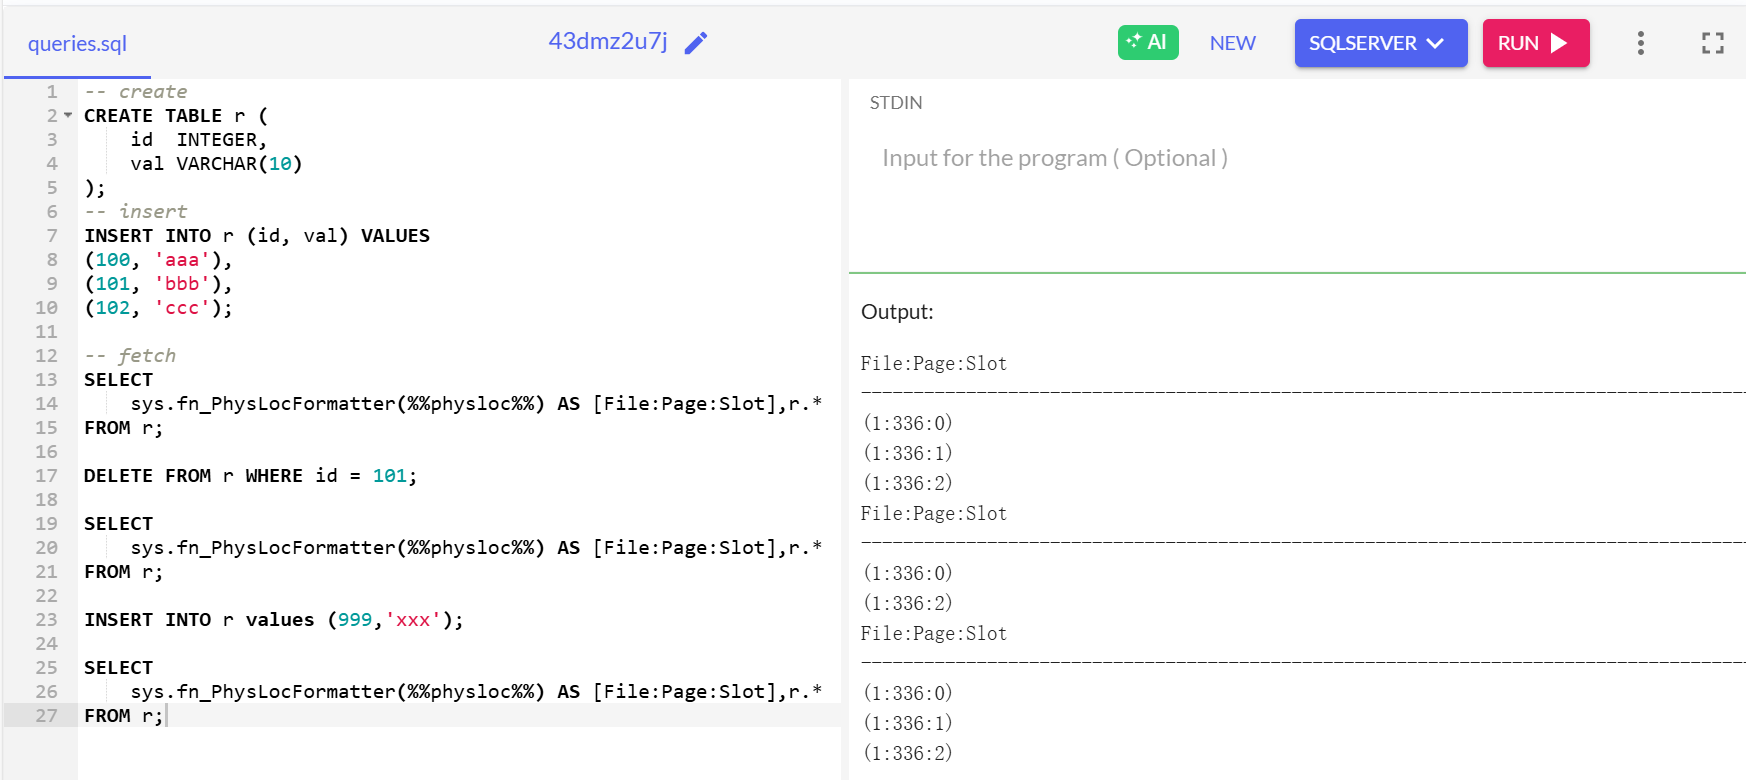 queries.sql
43dmz2u7j
AI
NEW
SQLSERVER
RUN
1 -- create
2 CREATE TABLE r (
3 id  INTEGER,
4 val VARCHAR(10)
5 );
6 -- insert
7 INSERT INTO r (id, val) VALUES
8 (100, 'aaa'),
9 (101, 'bbb'),
10 (102, 'ccc');
11
12 -- fetch
13 SELECT
14 sys.fn_PhysLocFormatter(%%physloc%%) AS [File:Page:Slot],r.*
15 FROM r;
16
17 DELETE FROM r WHERE id = 101;
18
19 SELECT
20 sys.fn_PhysLocFormatter(%%physloc%%) AS [File:Page:Slot],r.*
21 FROM r;
22
23 INSERT INTO r values (999,'xxx');
24
25 SELECT
26 sys.fn_PhysLocFormatter(%%physloc%%) AS [File:Page:Slot],r.*
27 FROM r;
STDIN
Input for the program ( Optional )
Output:
File:Page:Slot
--------------------------------------------------------------------------------
(1:336:0)
(1:336:1)
(1:336:2)
File:Page:Slot
--------------------------------------------------------------------------------
(1:336:0)
(1:336:2)
File:Page:Slot
--------------------------------------------------------------------------------
(1:336:0)
(1:336:1)
(1:336:2)